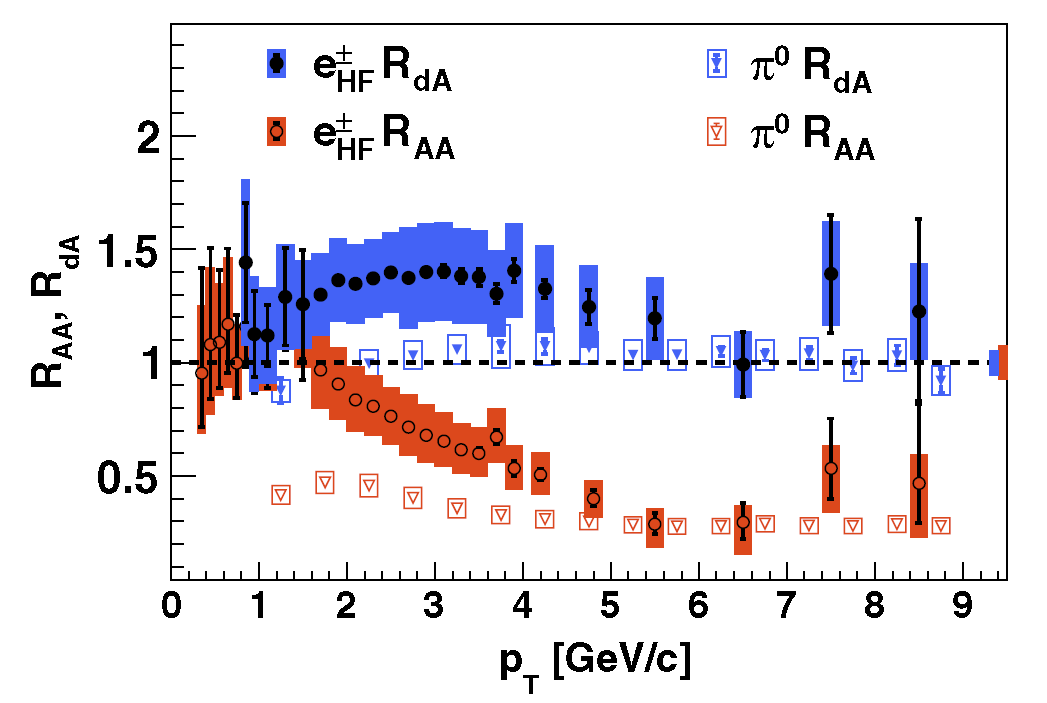 e±HF RdA
π0 RdA
e±HF RAA
π0 RAA
RAA, RdA
2
1.5
1
0.5
0 1 2 3 4 5 6 7 8 9
pT [GeV/c]